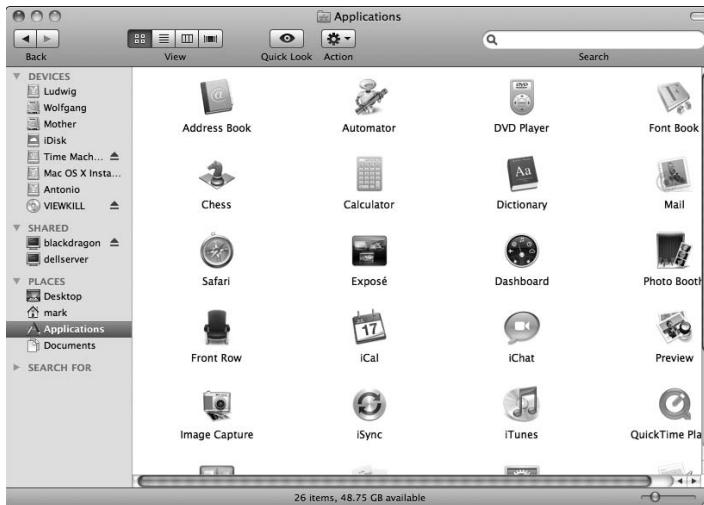 Applications
Back
View
Quick Look
Action
Search
DEVICES
Ludwig
Wolfgang
Mother
iDisk
Time Mach...
Mac OS X Insta...
Antonio
VIEWKILL
SHARED
blackdragon
dellserver
PLACES
Desktop
mark
Applications
Documents
SEARCH FOR
Address Book
Automator
DVD
DVD Player
Font Book
Chess
Calculator
Aa
Dictionary
Mail
Safari
Exposé
Dashboard
Photo Booth
Front Row
17
iCal
iChat
Preview
Image Capture
iSync
iTunes
QuickTime Pla
26 items, 48.75 GB available